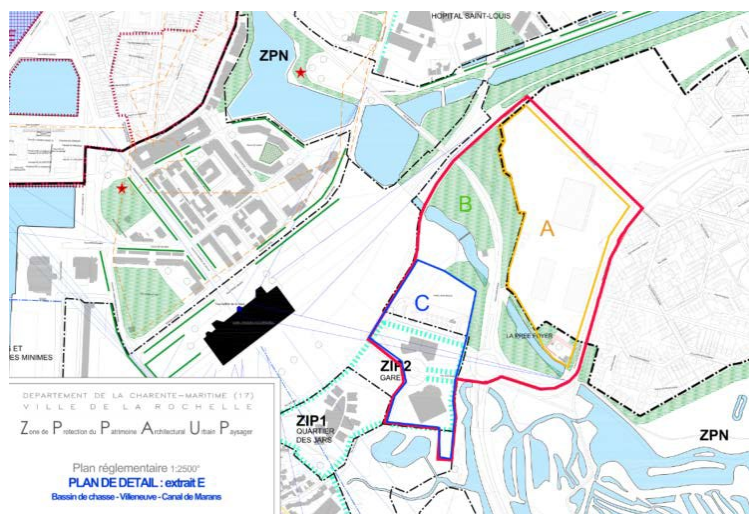 HOPITAL SAINT-LOUIS
ZPN
B
A
C
LA PREE FOYER
ZIP2
GARE
S ET
ES MINIMES
ZIP1
QUARTIER
DES JARS
ZPN
DEPARTEMENT DE LA CHARENTE-MARITIME (17)
VILLE DE LA ROCHELLE
Zone de Protection du Patrimoine Architectural Urbain Paysager
Plan réglementaire 1:2500°
PLAN DE DETAIL : extrait E
Bassin de chasse - Villeneuve - Canal de Marans